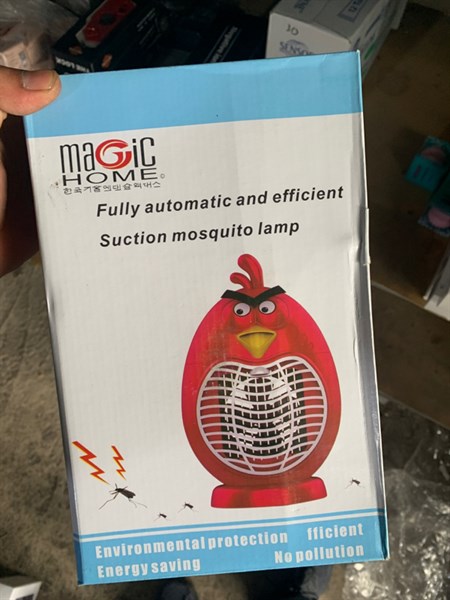 maGiC
HOME
Fully automatic and efficient
Suction mosquito lamp
Environmental protection
fficient
Energy saving
No pollution